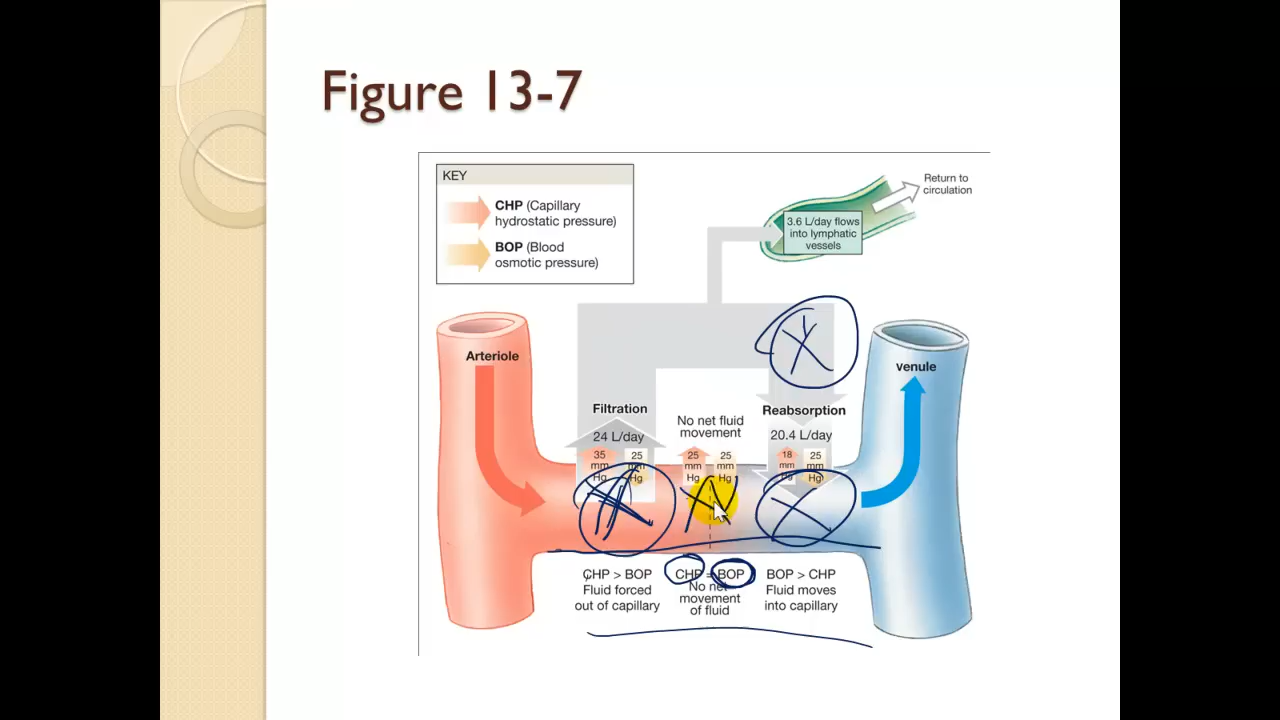 Figure 13-7
KEY
CHP (Capillary
hydrostatic pressure)
BOP (Blood
osmotic pressure)
Return to
circulation
3.6 L/day flows
into lymphatic
vessels
Arteriole
venule
Filtration
24 L/day
35
mm
Hg
25
mm
Hg
No net fluid
movement
25
mm
Hg
25
mm
Hg
Reabsorption
20.4 L/day
18
mm
Hg
25
mm
Hg
CHP > BOP
Fluid forced
out of capillary
CHP = BOP
No net
movement
of fluid
BOP > CHP
Fluid moves
into capillary